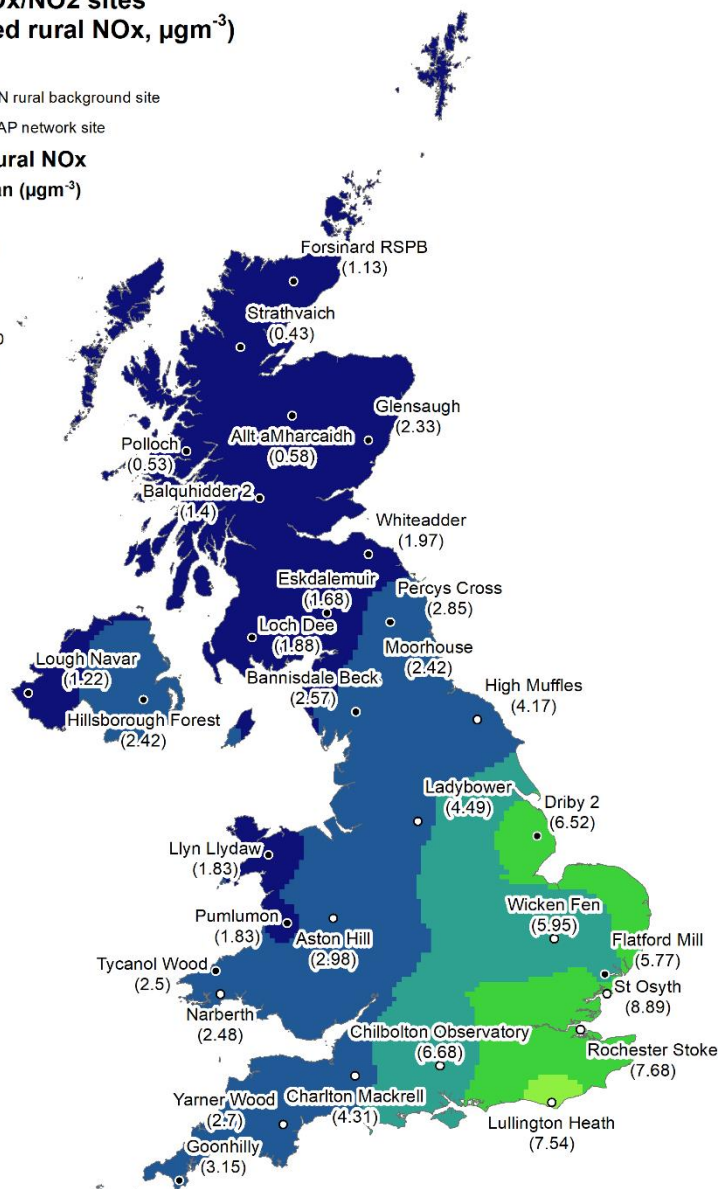 Ox/NO2 sites
ed rural NOx, µgm⁻³)
N rural background site
AP network site
ural NOx
an (µgm⁻³)
0
Forsinard RSPB
(1.13)
Strathvaich
(0.43)
Glensaugh
(2.33)
Allt aMharcaidh
(0.58)
Polloch
(0.53)
Balquhidder 2
(1.4)
Whiteadder
(1.97)
Eskdalemuir
(1.68)
Percys Cross
(2.85)
Loch Dee
(1.88)
Moorhouse
(2.42)
Lough Navar
(1.22)
Bannisdale Beck
(2.57)
High Muffles
(4.17)
Hillsborough Forest
(2.42)
Ladybower
(4.49)
Driby 2
(6.52)
Llyn Llydaw
(1.83)
Wicken Fen
(5.95)
Pumlumon
(1.83)
Aston Hill
(2.98)
Flatford Mill
(5.77)
Tycanol Wood
(2.5)
St Osyth
(8.89)
Narberth
(2.48)
Chilbolton Observatory
(6.68)
Rochester Stoke
(7.68)
Yarner Wood
(2.7)
Charlton Mackrell
(4.31)
Lullington Heath
(7.54)
Goonhilly
(3.15)